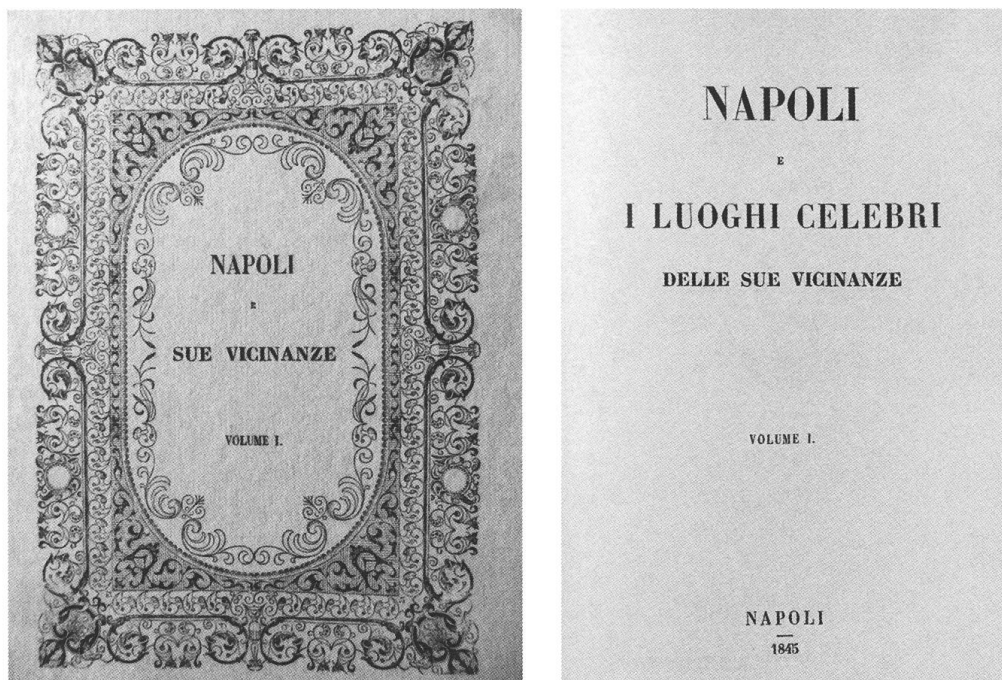 NAPOLI
E
SUE VICINANZE
VOLUME I.
NAPOLI
E
I LUOGHI CELEBRI
DELLE SUE VICINANZE
VOLUME I.
NAPOLI
1845